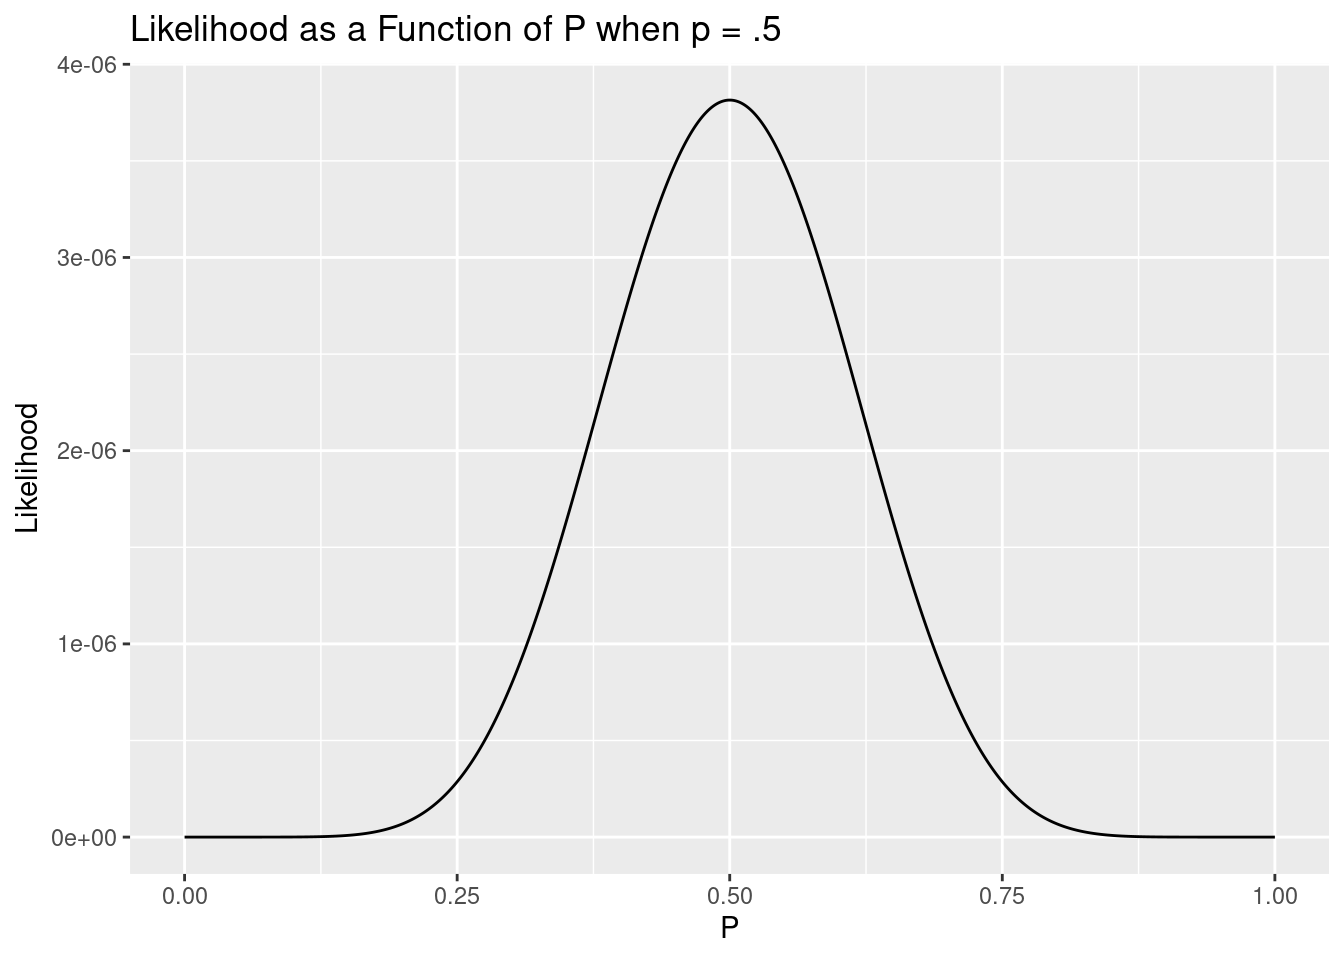 Likelihood as a Function of P when p = .5
4e-06
3e-06
2e-06
1e-06
0e+00
Likelihood
0.00 0.25 0.50 0.75 1.00
P